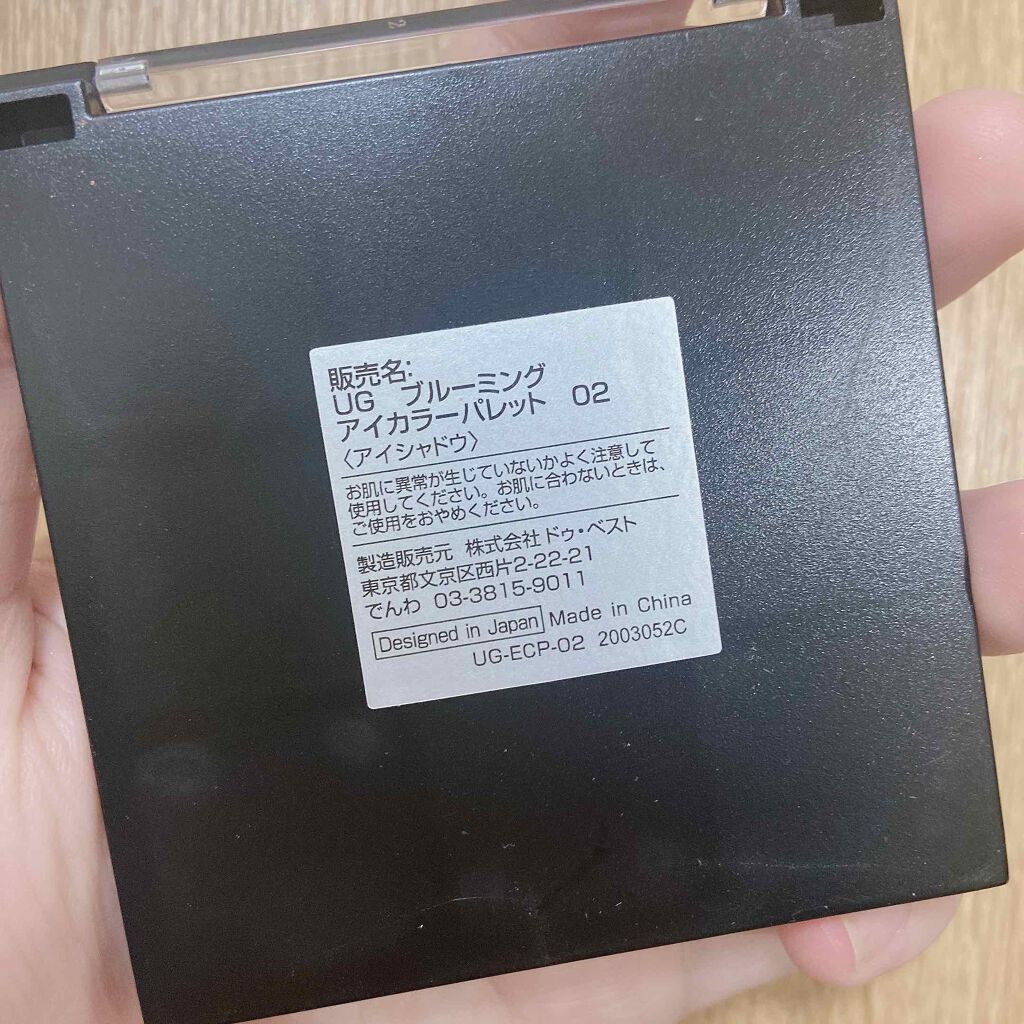 2
販売名:
UG ブルーミング
アイカラーパレット 02
〈アイシャドウ〉
お肌に異常が生じていないかよく注意して
使用してください。お肌に合わないときは、
ご使用をおやめください。
製造販売元 株式会社ドゥ・ベスト
東京都文京区西片2-22-21
でんわ 03-3815-9011
Designed in Japan Made in China
UG-ECP-02 2003052C